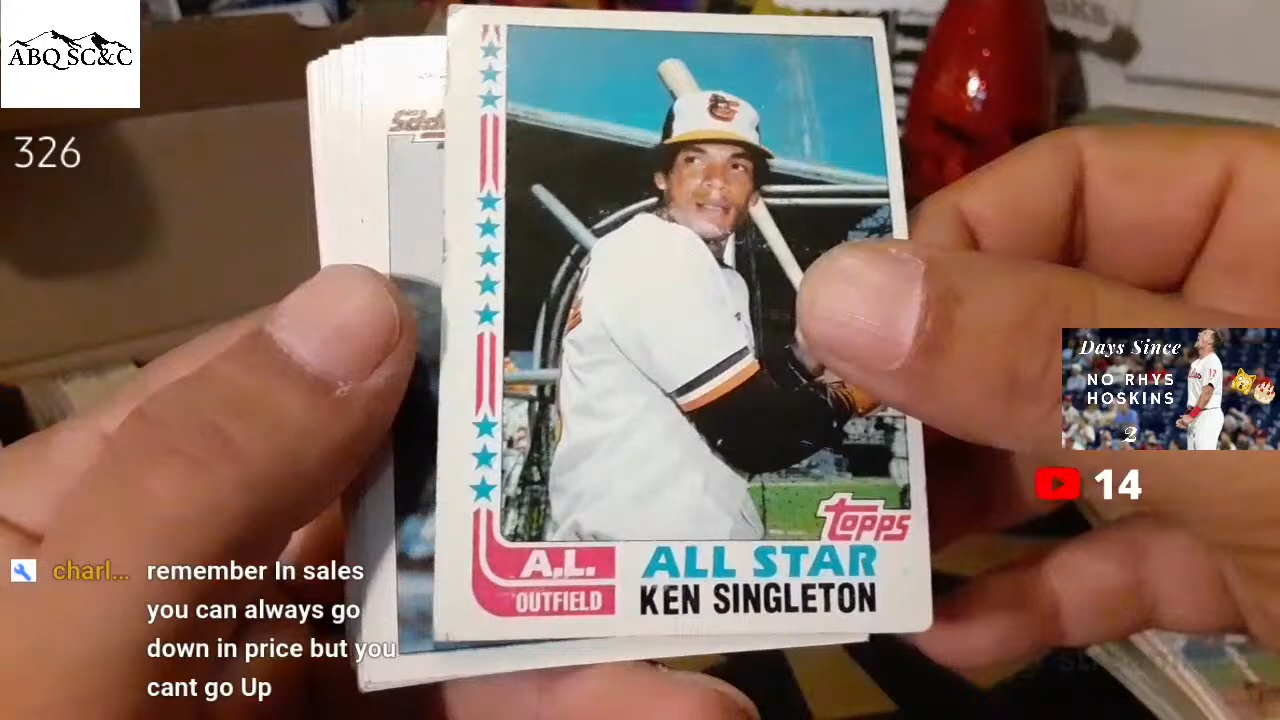 ABQ SC&C
326
topps
A.L.
OUTFIELD
ALL STAR
KEN SINGLETON
Days Since
NO RHYS
HOSKINS
2
17
14
charl...
remember In sales
you can always go
down in price but you
cant go Up